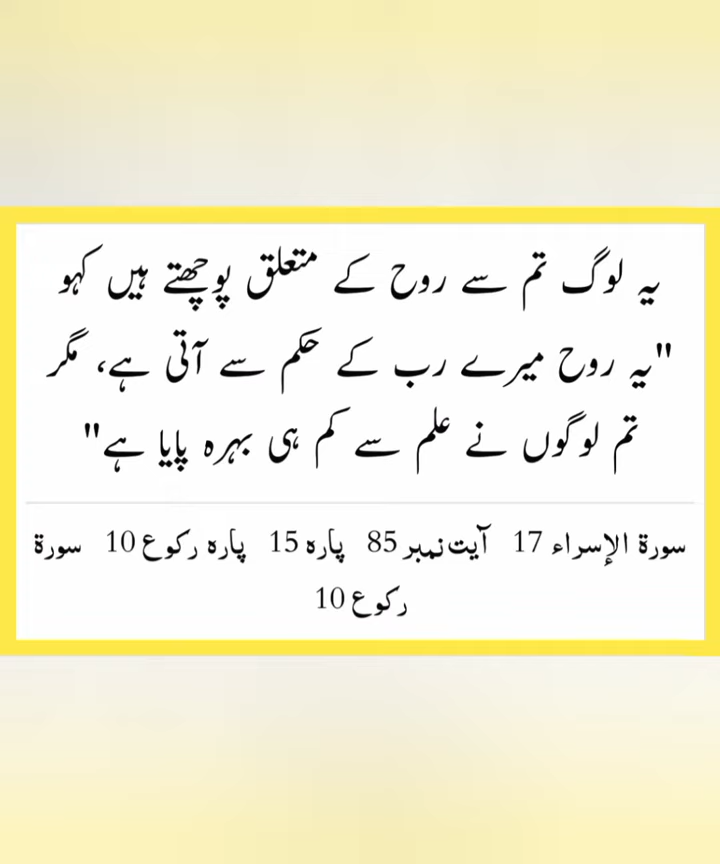 یہ لوگ تم سے روح کے متعلق پوچھتے ہیں کہو
"یہ روح میرے رب کے حکم سے آتی ہے، مگر
تم لوگوں نے علم سے کم ہی بہرہ پایا ہے"
سورۃ الإسراء 17 آیت نمبر 85 پارہ 15 پارہ رکوع 10 سورۃ
رکوع 10